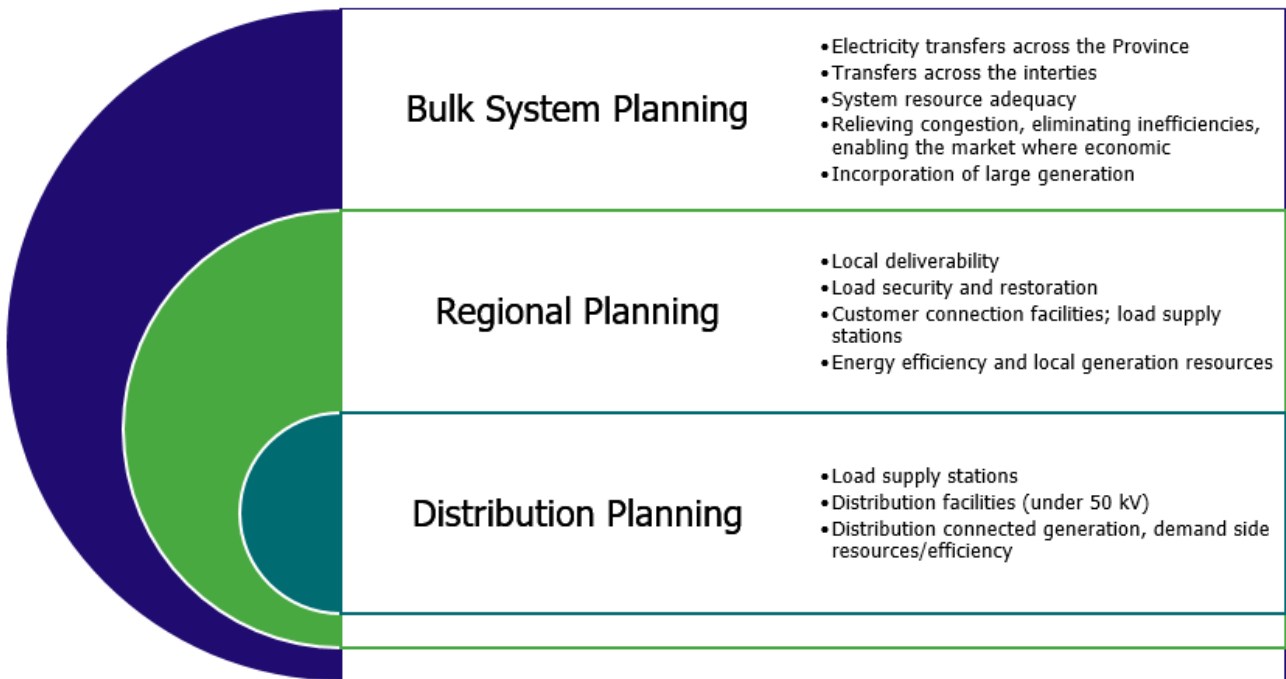 Bulk System Planning
•Electricity transfers across the Province
•Transfers across the interties
•System resource adequacy
•Relieving congestion, eliminating inefficiencies,
enabling the market where economic
•Incorporation of large generation
Regional Planning
•Local deliverability
•Load security and restoration
•Customer connection facilities; load supply
stations
•Energy efficiency and local generation resources
Distribution Planning
•Load supply stations
•Distribution facilities (under 50 kV)
•Distribution connected generation, demand side
resources/efficiency